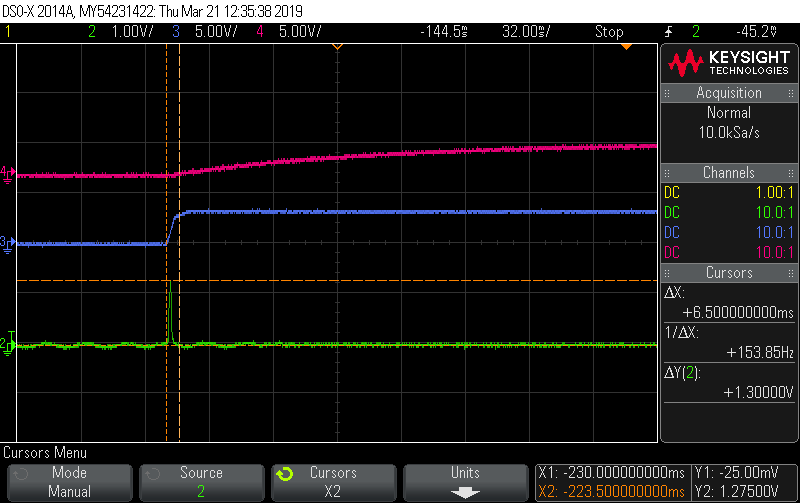 DSO-X 2014A, MY54231422: Thu Mar 21 12:35:38 2019
1 2 1.00V/ 3 5.00V/ 4 5.00V/ -144.5s 32.00s/ Stop 2 -45.2V
KEYSIGHT
TECHNOLOGIES
Acquisition
Normal
10.0kSa/s
Channels
DC 1.00:1
DC 10.0:1
DC 10.0:1
DC 10.0:1
Cursors
ΔX:
+6.500000000ms
1/ΔX:
+153.85Hz
ΔY(2):
+1.30000V
4
3
T
2
Cursors Menu
Mode
Manual
Source
2
Cursors
X2
Units
X1: -230.000000000ms
X2: -223.500000000ms
Y1: -25.00mV
Y2: 1.27500V